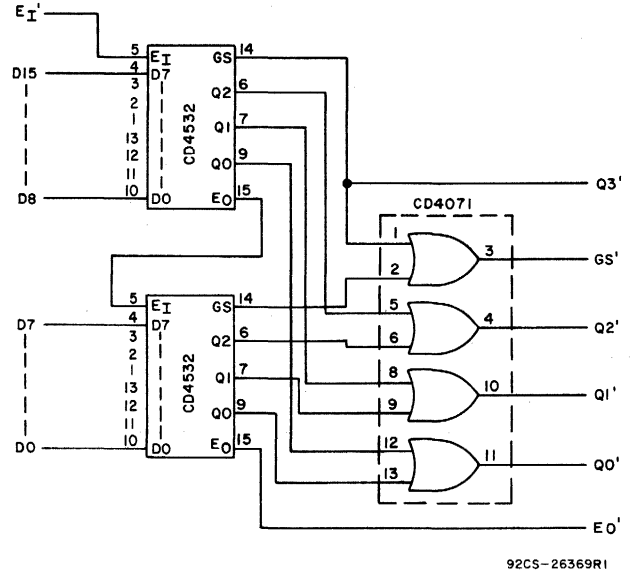 EI'
5 EI GS 14
D15 4 D7
3
2 Q2 6
1
13 CD4532 Q1 7
12
11 Q0 9
D8 10 D0 EO 15
Q3'
CD4071
1
3 GS'
2
5 EI GS 14
D7 4 D7
3
2 Q2 6
1
13 CD4532 Q1 7
12
11 Q0 9
D0 10 D0 EO 15
5
4 Q2'
6
8
10 Q1'
9
12
11 Q0'
13
EO'
92CS-26369R1